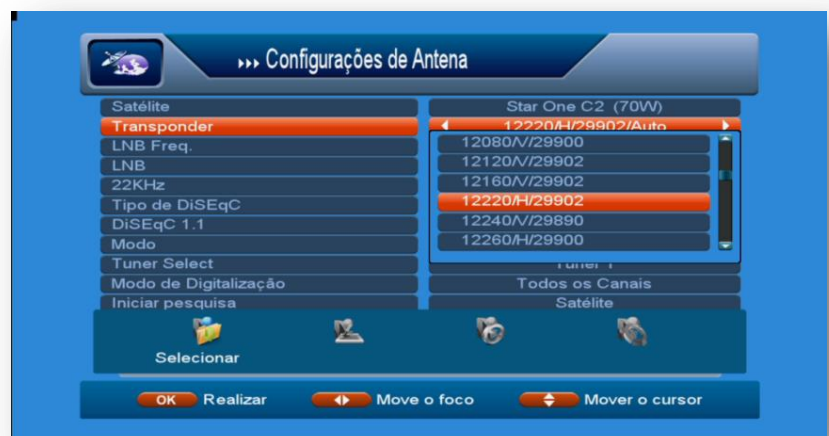 Configurações de Antena
Satélite Star One C2 (70W)
Transponder 12220/H/29902/Auto
LNB Freq. 12080/V/29900
LNB 12120/V/29902
22KHz 12160/V/29902
Tipo de DiSEqC 12220/H/29902
DiSEqC 1.1 12240/V/29890
Modo 12260/H/29900
Tuner Select Tuner 1
Modo de Digitalização Todos os Canais
Iniciar pesquisa Satélite
Selecionar
OK Realizar Move o foco Mover o cursor